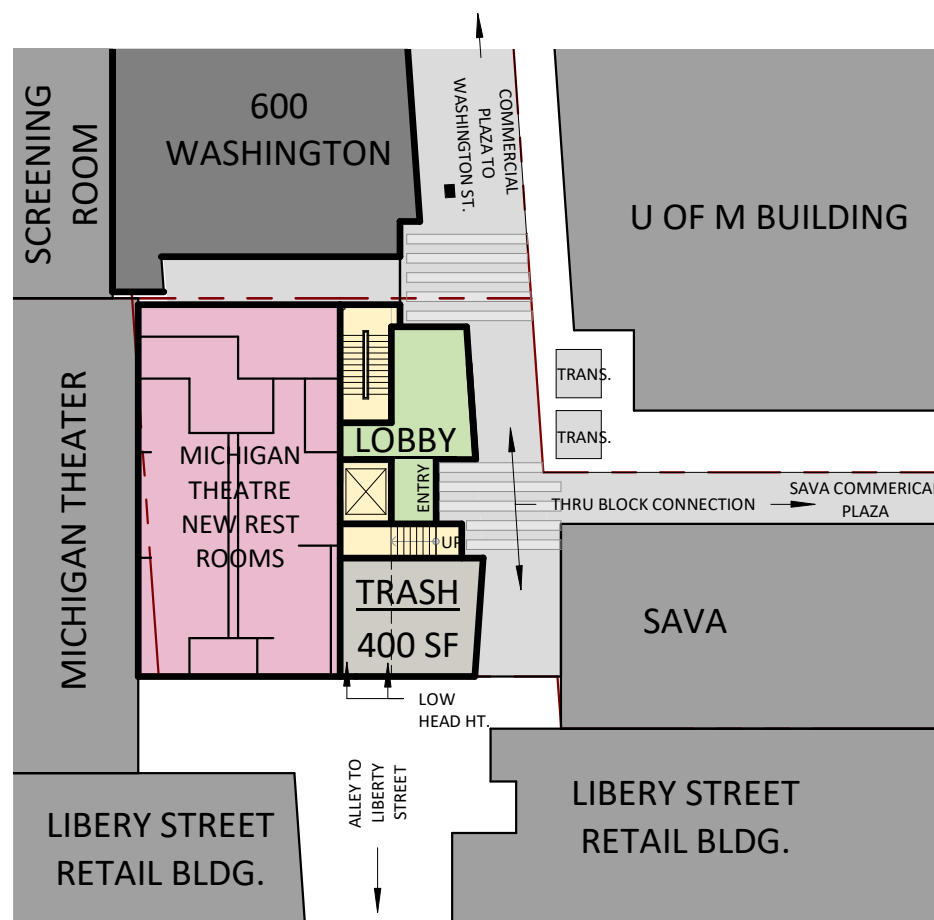 SCREENING
ROOM
600
WASHINGTON
COMMERCIAL
PLAZA TO
WASHINGTON ST.
U OF M BUILDING
MICHIGAN THEATER
MICHIGAN
THEATRE
NEW REST
ROOMS
LOBBY
ENTRY
UP
TRANS.
TRANS.
THRU BLOCK CONNECTION
SAVA COMMERICAL
PLAZA
TRASH
400 SF
SAVA
LOW
HEAD HT.
ALLEY TO
LIBERTY
STREET
LIBERY STREET
RETAIL BLDG.
LIBERY STREET
RETAIL BLDG.